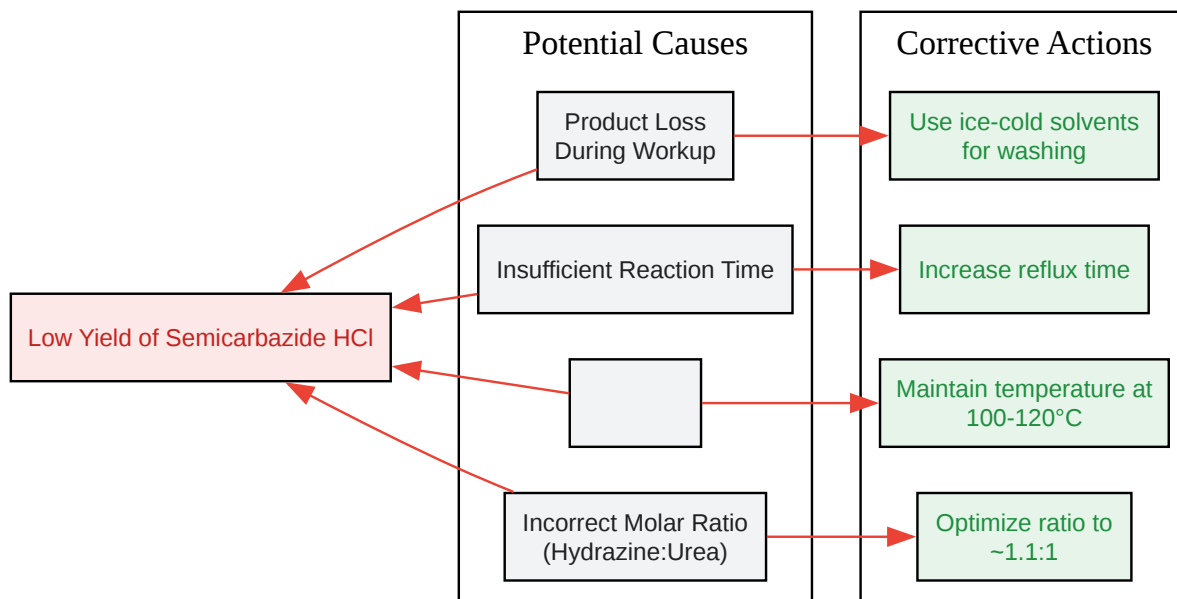 Potential Causes
Corrective Actions
Product Loss
During Workup
Use ice-cold solvents
for washing
Insufficient Reaction Time
Increase reflux time
Low Yield of Semicarbazide HCl
Maintain temperature at
100-120°C
Incorrect Molar Ratio
(Hydrazine:Urea)
Optimize ratio to
~1.1:1